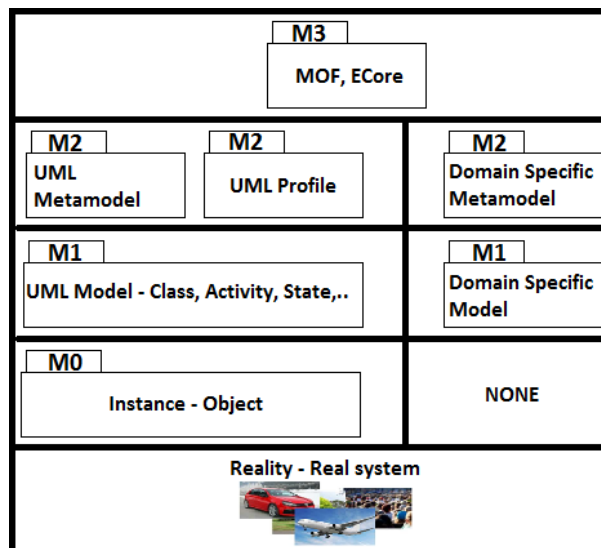 M3
MOF, ECore
M2
UML
Metamodel
M2
UML Profile
M2
Domain Specific
Metamodel
M1
UML Model - Class, Activity, State,..
M1
Domain Specific
Model
M0
Instance - Object
NONE
Reality - Real system